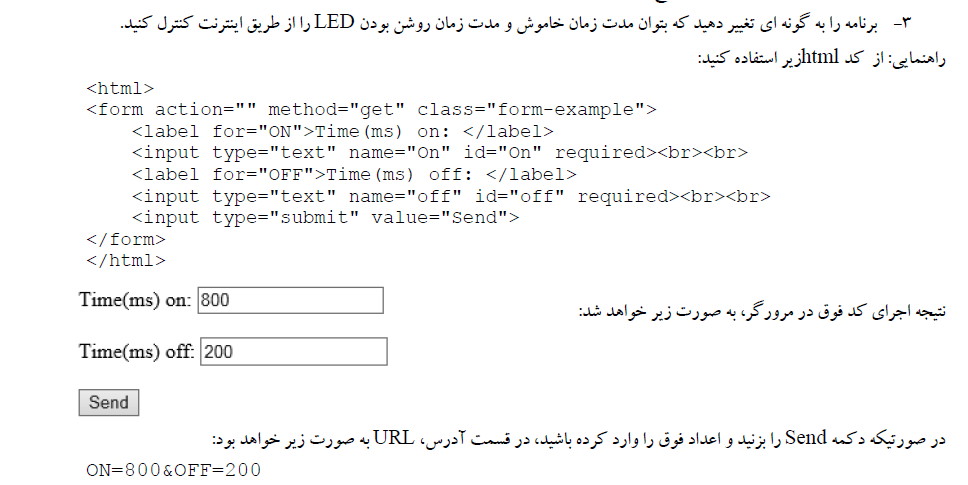 ۳- برنامه را به گونه ای تغییر دهید که بتوان مدت زمان خاموش و مدت زمان روشن بودن LED را از طریق اینترنت کنترل کنید.
راهنمایی: از کد htmlزیر استفاده کنید:
<html>
<form action="" method="get" class="form-example">
    <label for="ON">Time(ms) on: </label>
    <input type="text" name="On" id="On" required><br><br>
    <label for="OFF">Time(ms) off: </label>
    <input type="text" name="off" id="off" required><br><br>
    <input type="submit" value="Send">
</form>
</html>
نتیجه اجرای کد فوق در مرورگر، به صورت زیر خواهد شد:
Time(ms) on: 800
Time(ms) off: 200
Send
در صورتیکه دکمه Send را بزنید و اعداد فوق را وارد کرده باشید، در قسمت آدرس، URL به صورت زیر خواهد بود:
ON=800&OFF=200